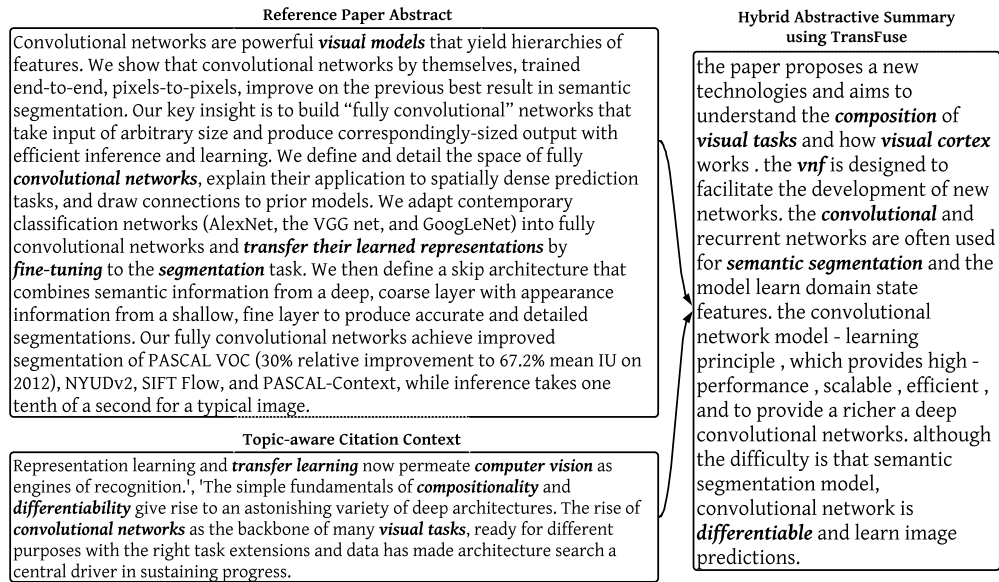 Reference Paper Abstract
Convolutional networks are powerful visual models that yield hierarchies of
features. We show that convolutional networks by themselves, trained
end-to-end, pixels-to-pixels, improve on the previous best result in semantic
segmentation. Our key insight is to build “fully convolutional” networks that
take input of arbitrary size and produce correspondingly-sized output with
efficient inference and learning. We define and detail the space of fully
convolutional networks, explain their application to spatially dense prediction
tasks, and draw connections to prior models. We adapt contemporary
classification networks (AlexNet, the VGG net, and GoogLeNet) into fully
convolutional networks and transfer their learned representations by
fine-tuning to the segmentation task. We then define a skip architecture that
combines semantic information from a deep, coarse layer with appearance
information from a shallow, fine layer to produce accurate and detailed
segmentations. Our fully convolutional networks achieve improved
segmentation of PASCAL VOC (30% relative improvement to 67.2% mean IU on
2012), NYUDv2, SIFT Flow, and PASCAL-Context, while inference takes one
tenth of a second for a typical image.
Topic-aware Citation Context
Representation learning and transfer learning now permeate computer vision as
engines of recognition.', 'The simple fundamentals of compositionality and
differentiability give rise to an astonishing variety of deep architectures. The rise of
convolutional networks as the backbone of many visual tasks, ready for different
purposes with the right task extensions and data has made architecture search a
central driver in sustaining progress.
Hybrid Abstractive Summary
using TransFuse
the paper proposes a new
technologies and aims to
understand the composition of
visual tasks and how visual cortex
works . the vnf is designed to
facilitate the development of new
networks. the convolutional and
recurrent networks are often used
for semantic segmentation and the
model learn domain state
features. the convolutional
network model - learning
principle , which provides high -
performance , scalable , efficient ,
and to provide a richer a deep
convolutional networks. although
the difficulty is that semantic
segmentation model,
convolutional network is
differentiable and learn image
predictions.